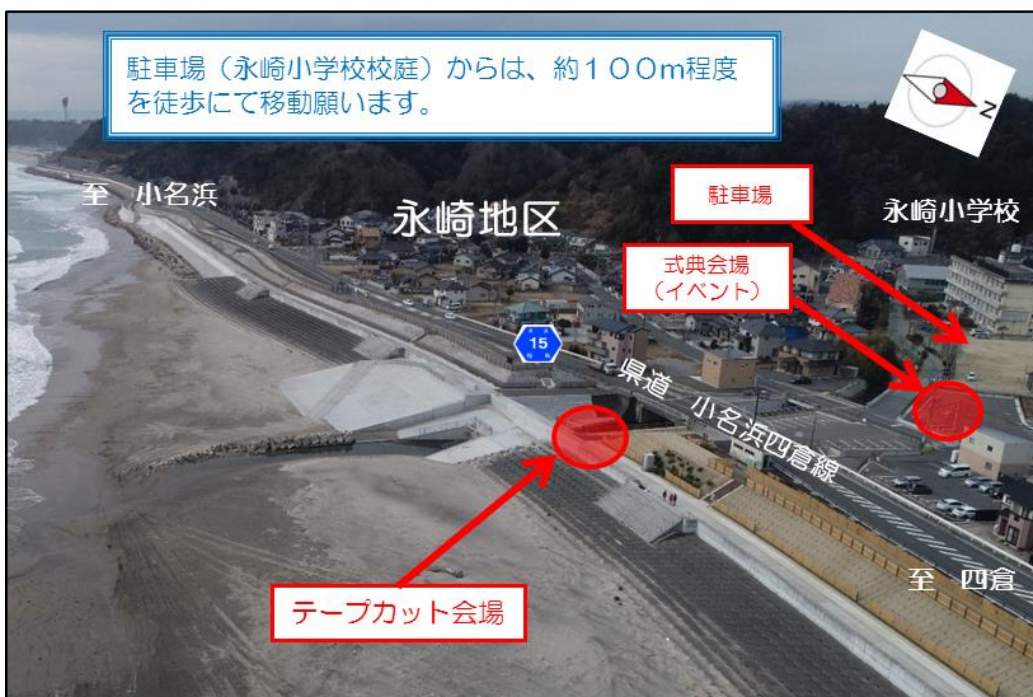 駐車場（永崎小学校校庭）からは、約１００ｍ程度
を徒歩にて移動願います。
Z
至　小名浜
永崎地区
駐車場
永崎小学校
式典会場
（イベント）
15
県道　小名浜四倉線
テープカット会場
至　四倉